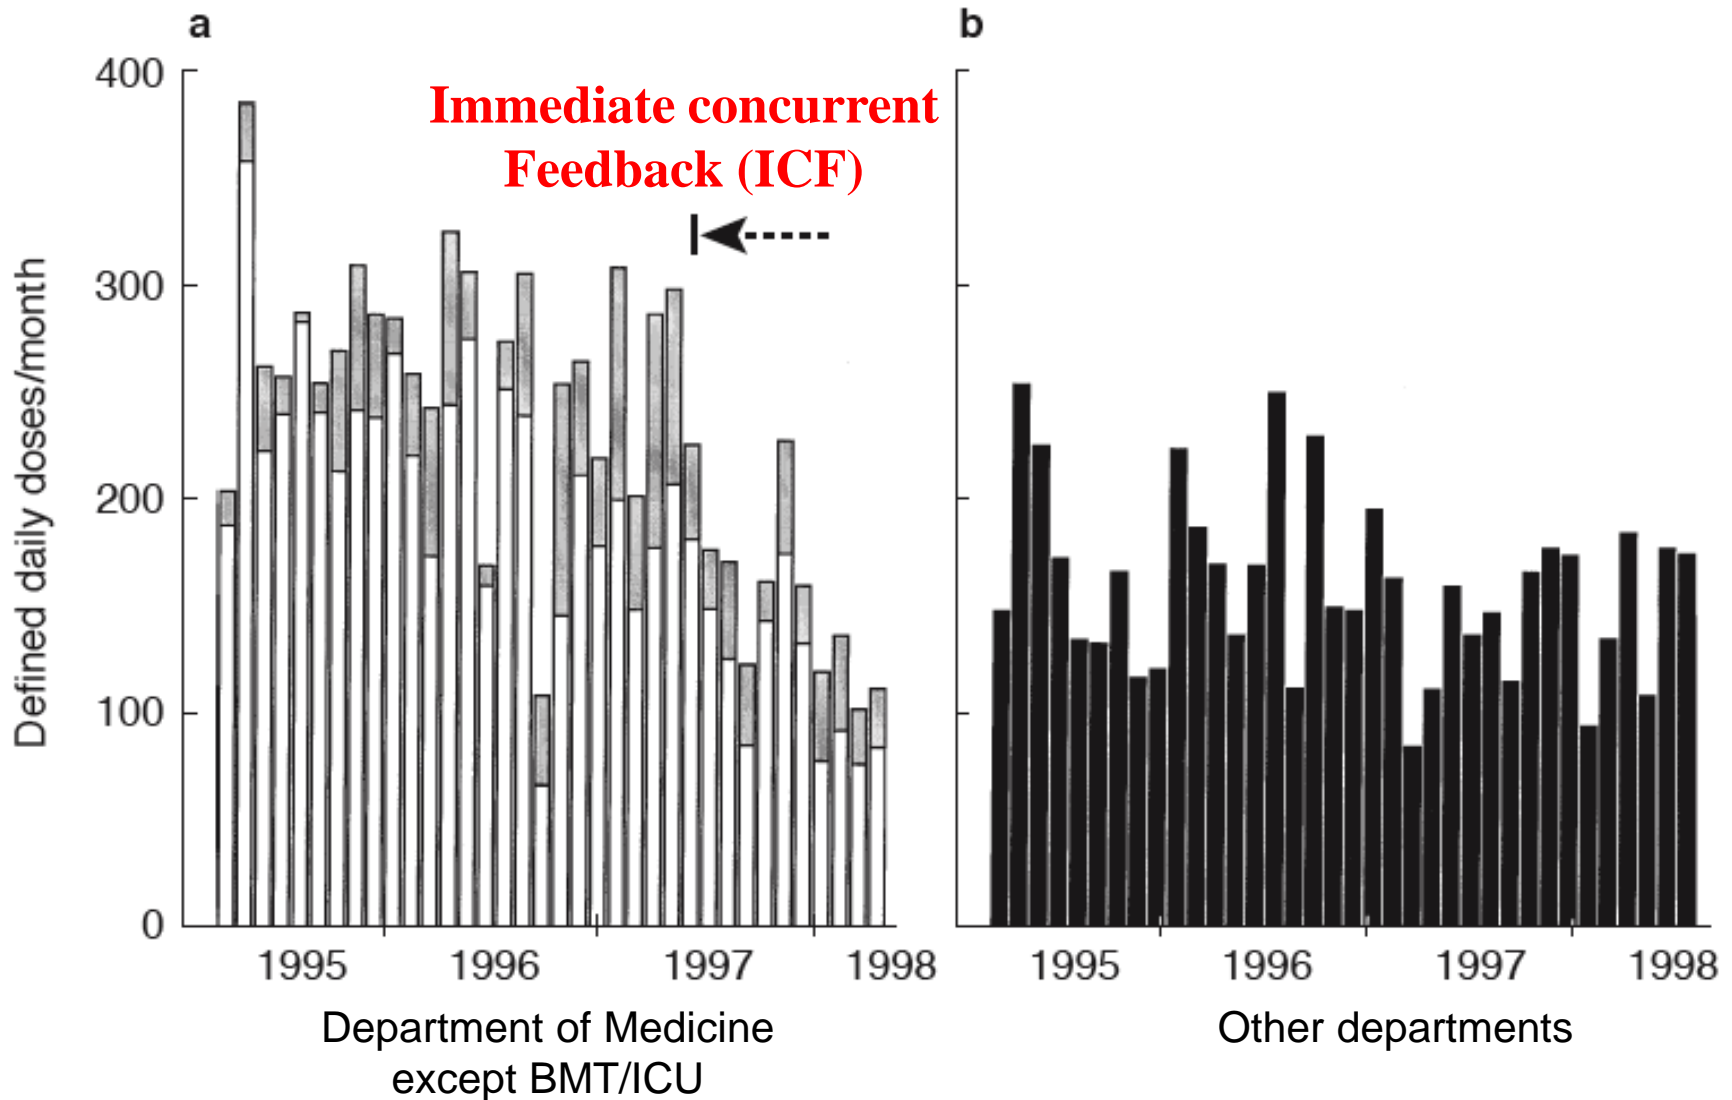 a
b
Immediate concurrent
Feedback (ICF)
Defined daily doses/month
400
300
200
100
0
1995 1996 1997 1998
1995 1996 1997 1998
Department of Medicine
except BMT/ICU
Other departments